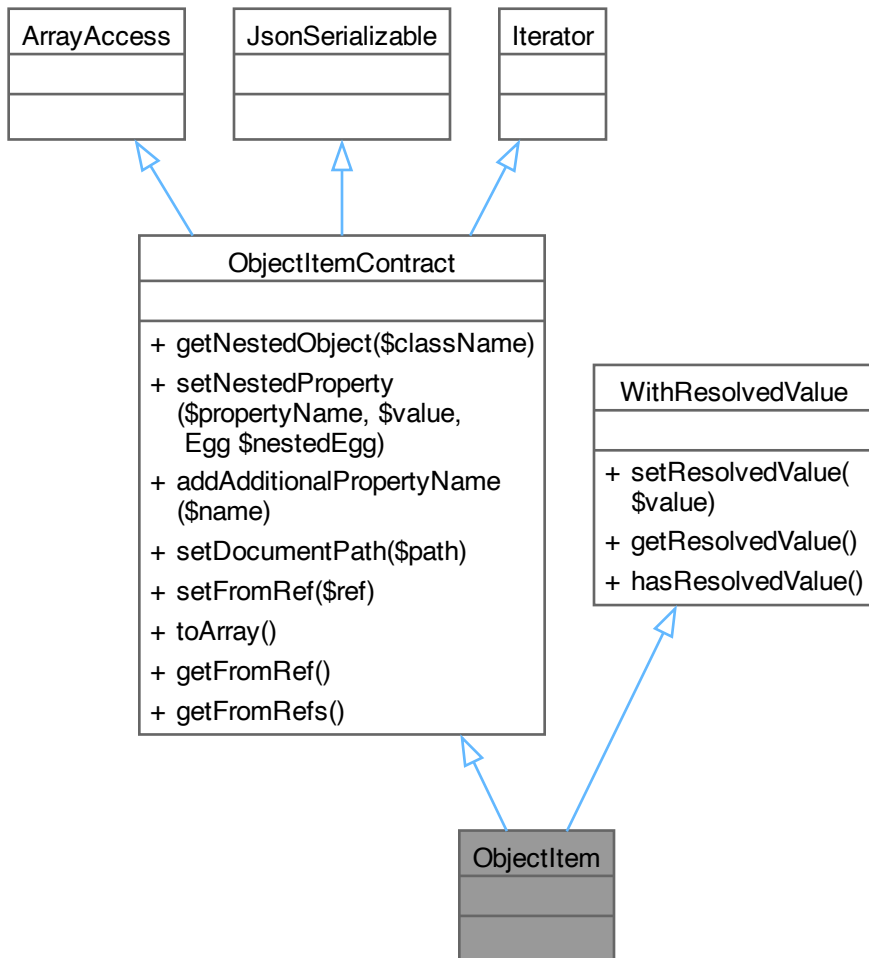 ArrayAccess
JsonSerializable
Iterator
ObjectItemContract
+ getNestedObject($className)
+ setNestedProperty
($propertyName, $value,
Egg $nestedEgg)
+ addAdditionalPropertyName
($name)
+ setDocumentPath($path)
+ setFromRef($ref)
+ toArray()
+ getFromRef()
+ getFromRefs()
WithResolvedValue
+ setResolvedValue(
$value)
+ getResolvedValue()
+ hasResolvedValue()
ObjectItem